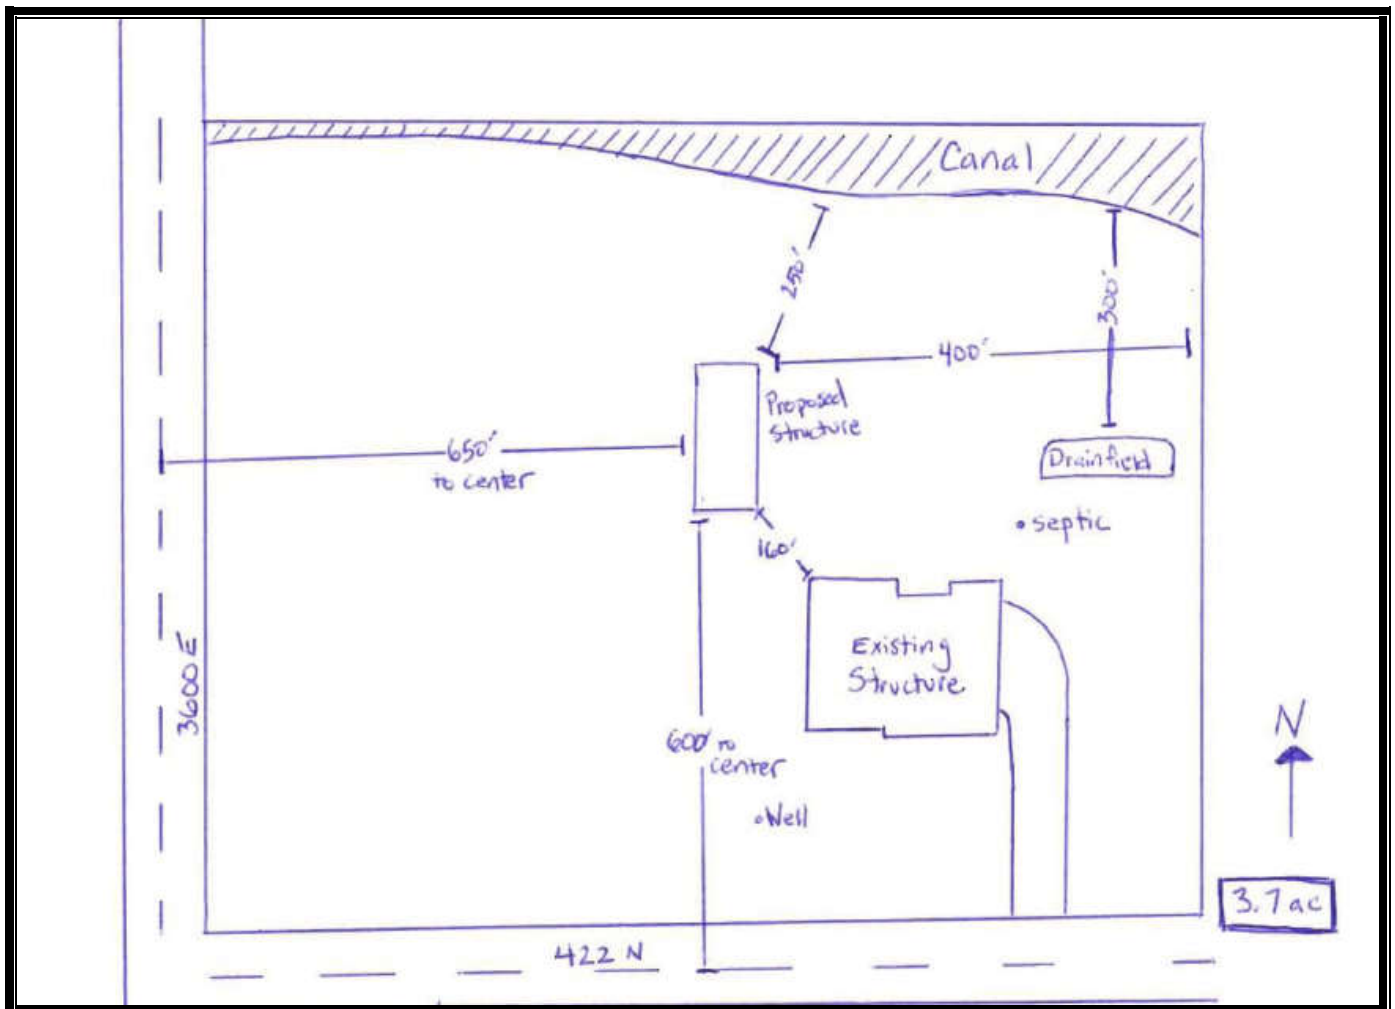 Canal
250'
300'
400'
Proposed
Structure
650'
to center
Drainfield
• septic
160'
Existing
Structure
3600 E
600' to
center
• Well
N
3.7 ac
422 N